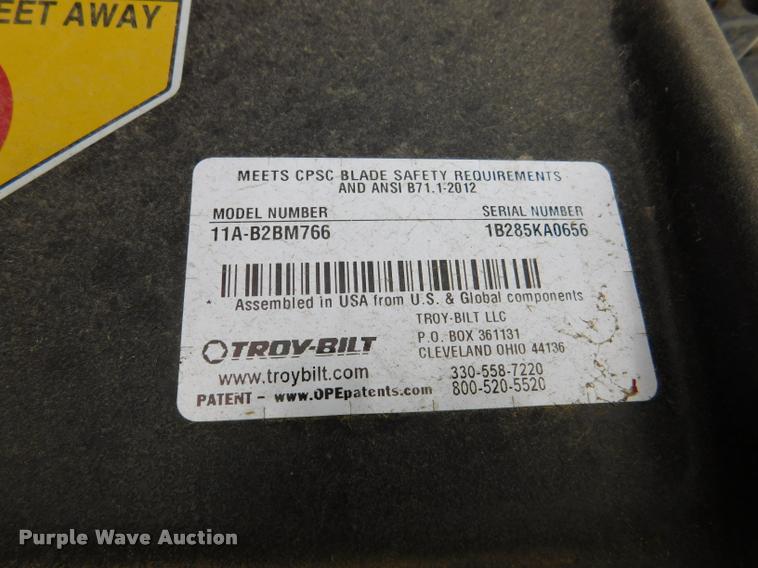 EET AWAY
MEETS CPSC BLADE SAFETY REQUIREMENTS
AND ANSI B71.1-2012
MODEL NUMBER SERIAL NUMBER
11A-B2BM766 1B285KA0656
Assembled in USA from U.S. & Global components
TROY-BILT LLC
P.O. BOX 361131
CLEVELAND OHIO 44136
TROY-BILT
www.troybilt.com 330-558-7220
PATENT - www.OPEpatents.com 800-520-5520
Purple Wave Auction